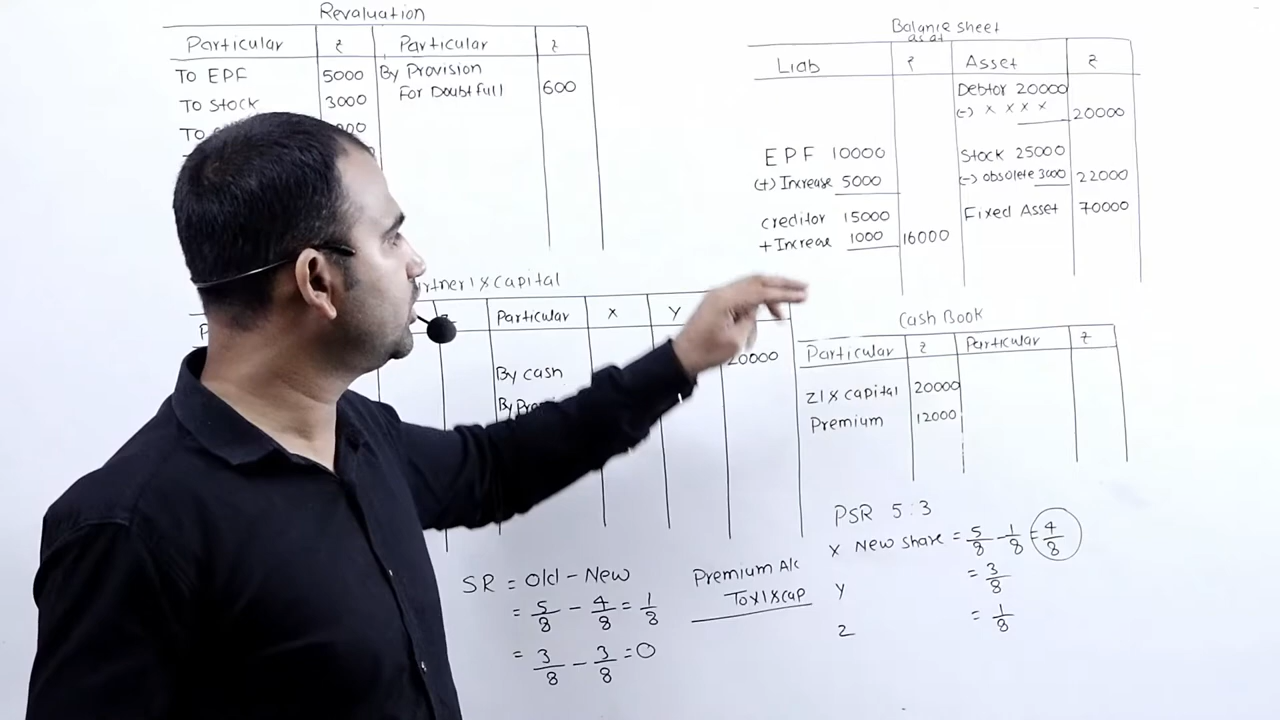 Revaluation
Particular ₹ Particular ₹
To EPF 5000 By Provision
For Doubtfull 600
To Stock 3000
To
Partner's capital
Particular X Y
20000
By cash
Balance sheet
as at
Liab ₹ Asset ₹
Debtor 20000
(-) x x x x 20000
EPF 10000 Stock 25000
(+) Increase 5000 (-) obsolete 3000 22000
creditor 15000 Fixed Asset 70000
+ Increase 1000 16000
Cash Book
Particular ₹ Particular ₹
Z's capital 20000
Premium 12000
PSR 5:3
X New share = 5/8 - 1/8 = 4/8
Y = 3/8
Z = 1/8
SR = Old - New
= 5/8 - 4/8 = 1/8
= 3/8 - 3/8 = 0
Premium A/c
To X's cap